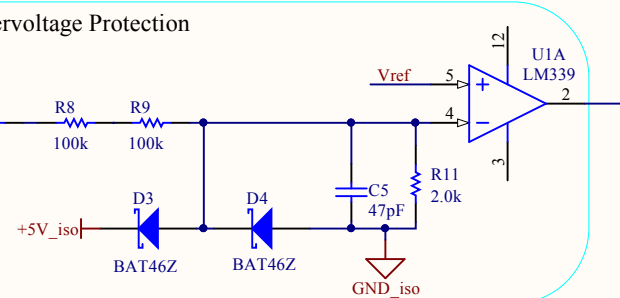 ervoltage Protection
12
U1A
LM339
Vref
5
R8
R9
4
2
100k
100k
3
R11
2.0k
C5
47pF
D3
D4
+5V_iso
BAT46Z
BAT46Z
GND_iso